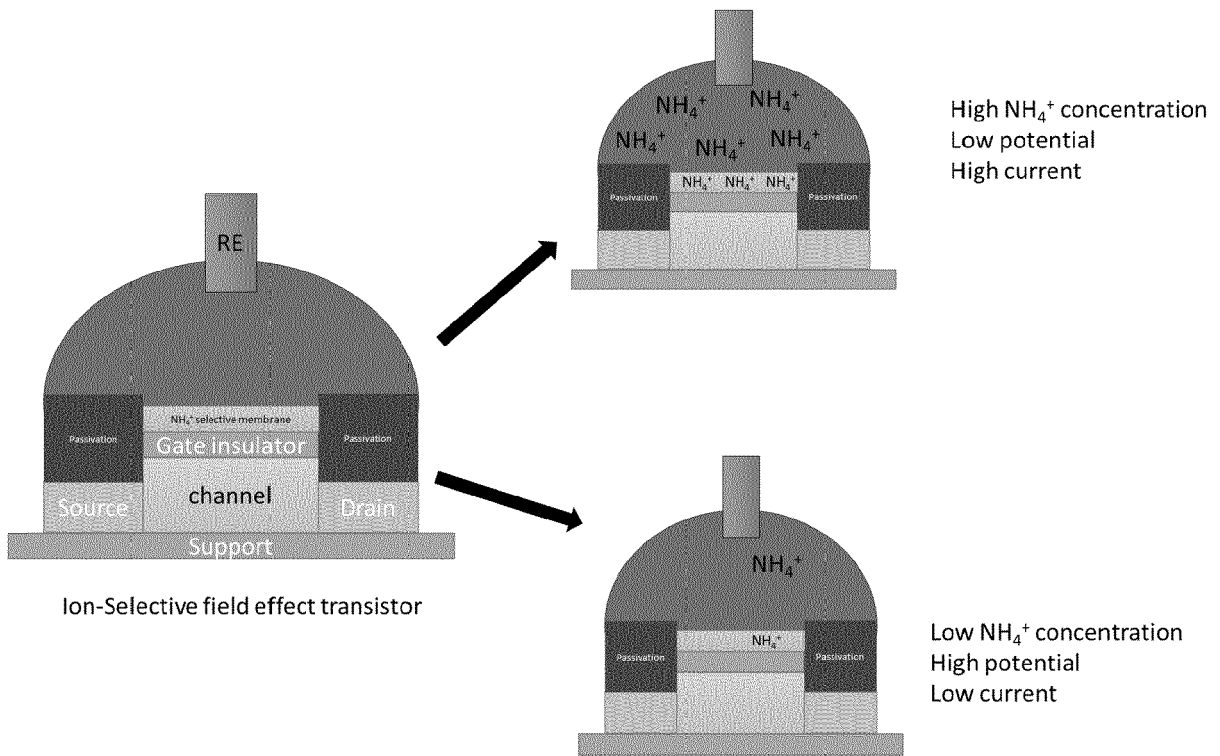 RE
Passivation
NH₄⁺ selective membrane
Passivation
Gate insulator
channel
Source
Drain
Support
Ion-Selective field effect transistor
NH₄⁺
NH₄⁺
NH₄⁺
NH₄⁺
NH₄⁺
NH₄⁺ NH₄⁺ NH₄⁺
Passivation
Passivation
High NH₄⁺ concentration
Low potential
High current
NH₄⁺
NH₄⁺
Passivation
Passivation
Low NH₄⁺ concentration
High potential
Low current